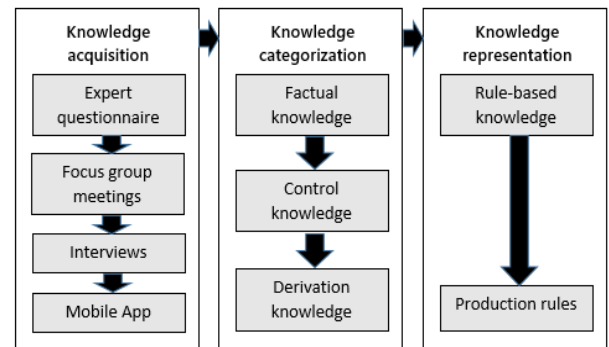 Knowledge
acquisition
Expert
questionnaire
Focus group
meetings
Interviews
Mobile App
Knowledge
categorization
Factual
knowledge
Control
knowledge
Derivation
knowledge
Knowledge
representation
Rule-based
knowledge
Production rules